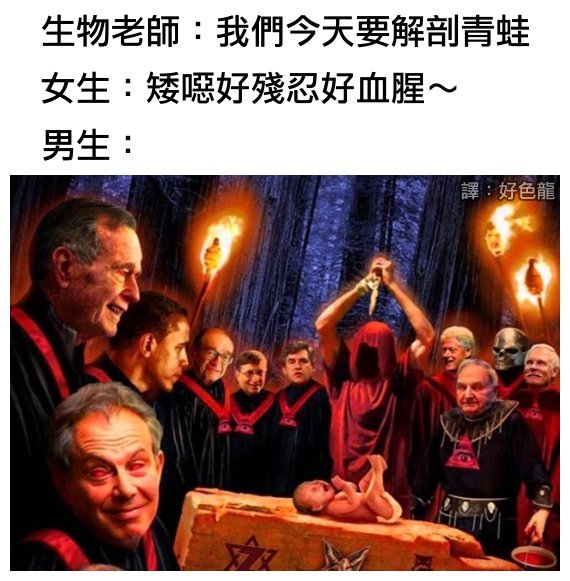 生物老師：我們今天要解剖青蛙
女生：矮噁好殘忍好血腥～
男生：
譯：好色龍